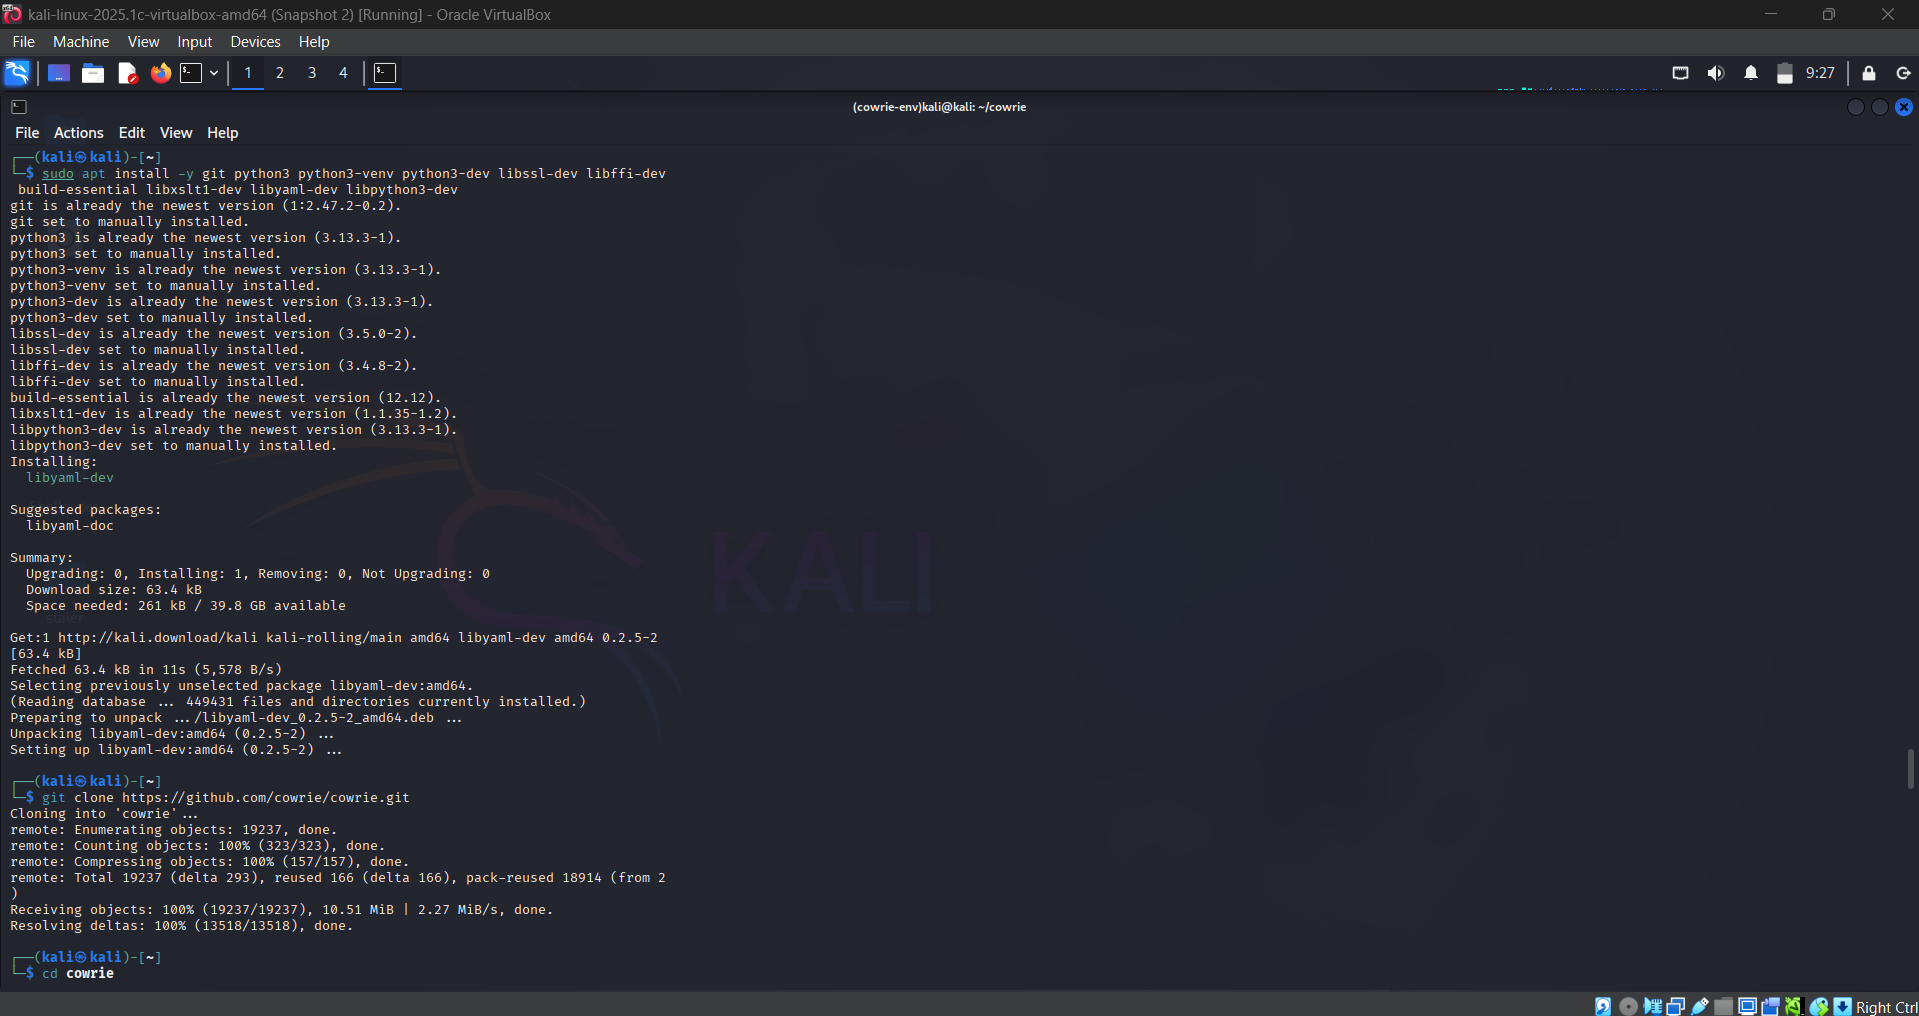 kali-linux-2025.1c-virtualbox-amd64 (Snapshot 2) [Running] - Oracle VirtualBox
File Machine View Input Devices Help
1 2 3 4 9:27
(cowrie-env)kali@kali: ~/cowrie
File Actions Edit View Help
┌──(kali㉿kali)-[~]
└─$ sudo apt install -y git python3 python3-venv python3-dev libssl-dev libffi-dev
build-essential libxslt1-dev libyaml-dev libpython3-dev
git is already the newest version (1:2.47.2-0.2).
git set to manually installed.
python3 is already the newest version (3.13.3-1).
python3 set to manually installed.
python3-venv is already the newest version (3.13.3-1).
python3-venv set to manually installed.
python3-dev is already the newest version (3.13.3-1).
python3-dev set to manually installed.
libssl-dev is already the newest version (3.5.0-2).
libssl-dev set to manually installed.
libffi-dev is already the newest version (3.4.8-2).
libffi-dev set to manually installed.
build-essential is already the newest version (12.12).
libxslt1-dev is already the newest version (1.1.35-1.2).
libpython3-dev is already the newest version (3.13.3-1).
libpython3-dev set to manually installed.
Installing:
libyaml-dev
Suggested packages:
libyaml-doc
KALI
Summary:
Upgrading: 0, Installing: 1, Removing: 0, Not Upgrading: 0
Download size: 63.4 kB
Space needed: 261 kB / 39.8 GB available
Get:1 http://kali.download/kali kali-rolling/main amd64 libyaml-dev amd64 0.2.5-2
[63.4 kB]
Fetched 63.4 kB in 11s (5,578 B/s)
Selecting previously unselected package libyaml-dev:amd64.
(Reading database ... 449431 files and directories currently installed.)
Preparing to unpack .../libyaml-dev_0.2.5-2_amd64.deb ...
Unpacking libyaml-dev:amd64 (0.2.5-2) ...
Setting up libyaml-dev:amd64 (0.2.5-2) ...
┌──(kali㉿kali)-[~]
└─$ git clone https://github.com/cowrie/cowrie.git
Cloning into 'cowrie'...
remote: Enumerating objects: 19237, done.
remote: Counting objects: 100% (323/323), done.
remote: Compressing objects: 100% (157/157), done.
remote: Total 19237 (delta 293), reused 166 (delta 166), pack-reused 18914 (from 2
)
Receiving objects: 100% (19237/19237), 10.51 MiB | 2.27 MiB/s, done.
Resolving deltas: 100% (13518/13518), done.
┌──(kali㉿kali)-[~]
└─$ cd cowrie
Right Ctrl